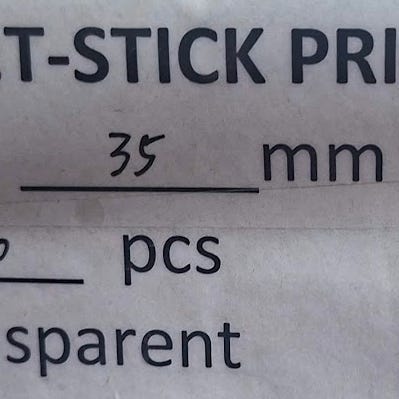 T-STICK PRI
35 mm
pcs
sparent